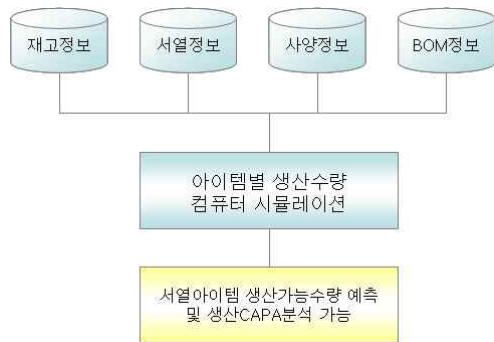 재고정보
서열정보
사양정보
BOM정보
아이템별 생산수량
컴퓨터 시뮬레이션
서열아이템 생산가능수량 예측
및 생산CAPA분석 가능